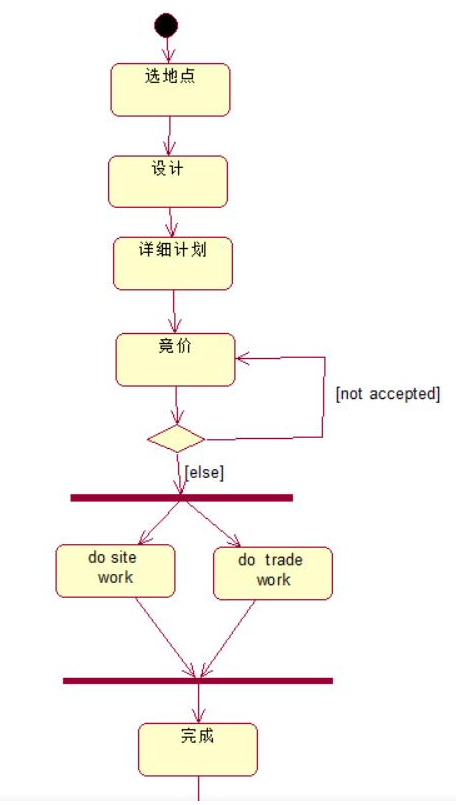 选地点
设计
详细计划
竟价
[not accepted]
[else]
do site
work
do trade
work
完成